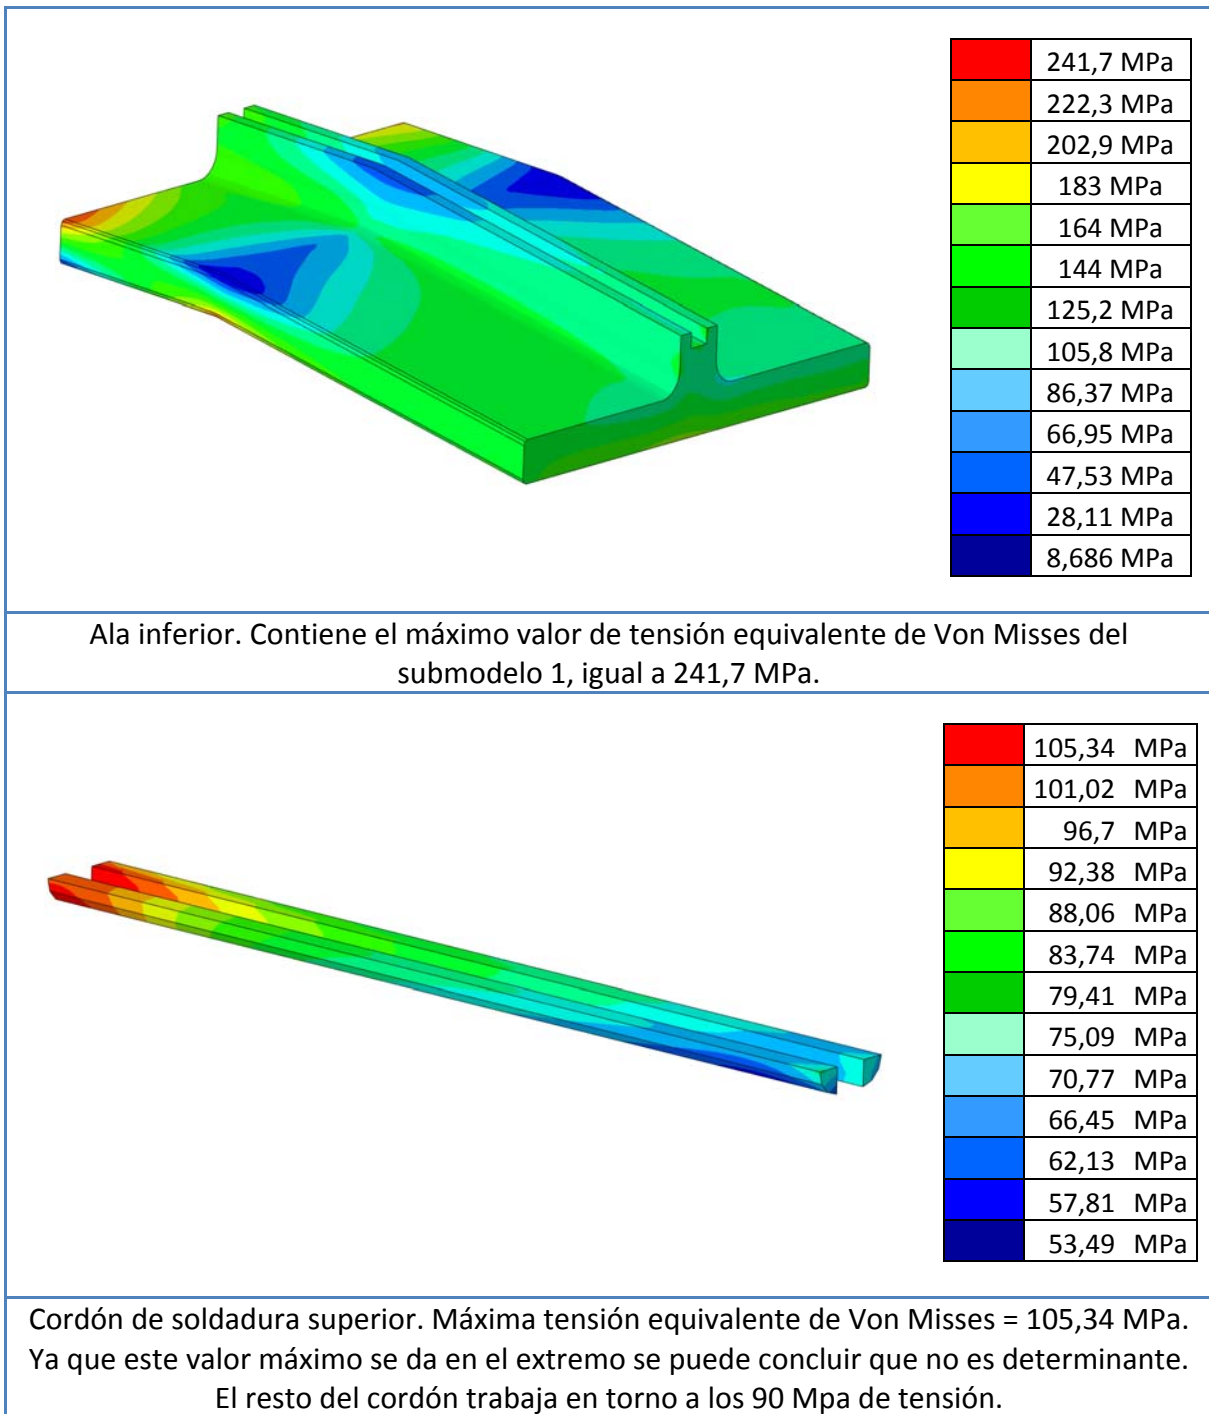 241,7 MPa
222,3 MPa
202,9 MPa
183 MPa
164 MPa
144 MPa
125,2 MPa
105,8 MPa
86,37 MPa
66,95 MPa
47,53 MPa
28,11 MPa
8,686 MPa
Ala inferior. Contiene el máximo valor de tensión equivalente de Von Misses del
submodelo 1, igual a 241,7 MPa.
105,34 MPa
101,02 MPa
96,7 MPa
92,38 MPa
88,06 MPa
83,74 MPa
79,41 MPa
75,09 MPa
70,77 MPa
66,45 MPa
62,13 MPa
57,81 MPa
53,49 MPa
Cordón de soldadura superior. Máxima tensión equivalente de Von Misses = 105,34 MPa.
Ya que este valor máximo se da en el extremo se puede concluir que no es determinante.
El resto del cordón trabaja en torno a los 90 Mpa de tensión.